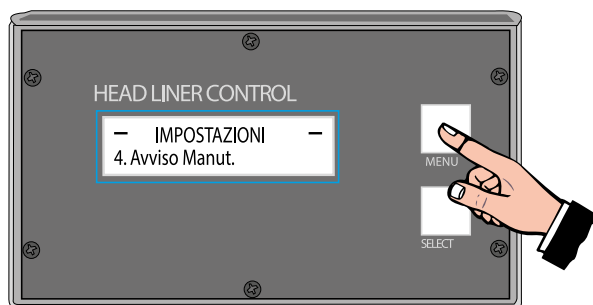 HEAD LINER CONTROL
– IMPOSTAZIONI –
4. Avviso Manut.
MENU
SELECT